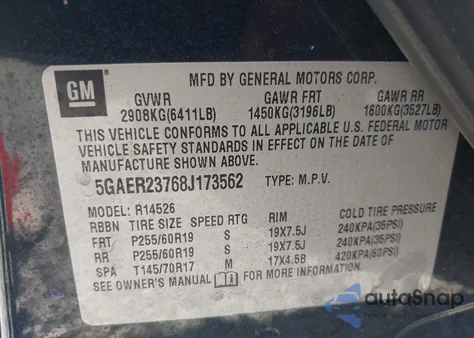 GM ®
MFD BY GENERAL MOTORS CORP.
GVWR GAWR FRT GAWR RR
2908KG(6411LB) 1450KG(3196LB) 1600KG(3527LB)
THIS VEHICLE CONFORMS TO ALL APPLICABLE U.S. FEDERAL MOTOR
VEHICLE SAFETY STANDARDS IN EFFECT ON THE DATE OF
MANUFACTURE SHOWN ABOVE.
5GAER23768J173562 TYPE: M.P.V.
MODEL: R14526
RBBN TIRE SIZE SPEED RTG RIM COLD TIRE PRESSURE
FRT P255/60R19 S 19X7.5J 240KPA(35PSI)
RR P255/60R19 S 19X7.5J 240KPA(35PSI)
SPA T145/70R17 M 17X4.5B 420KPA(60PSI)
SEE OWNER'S MANUAL FOR MORE INFORMATION.
autoSnap